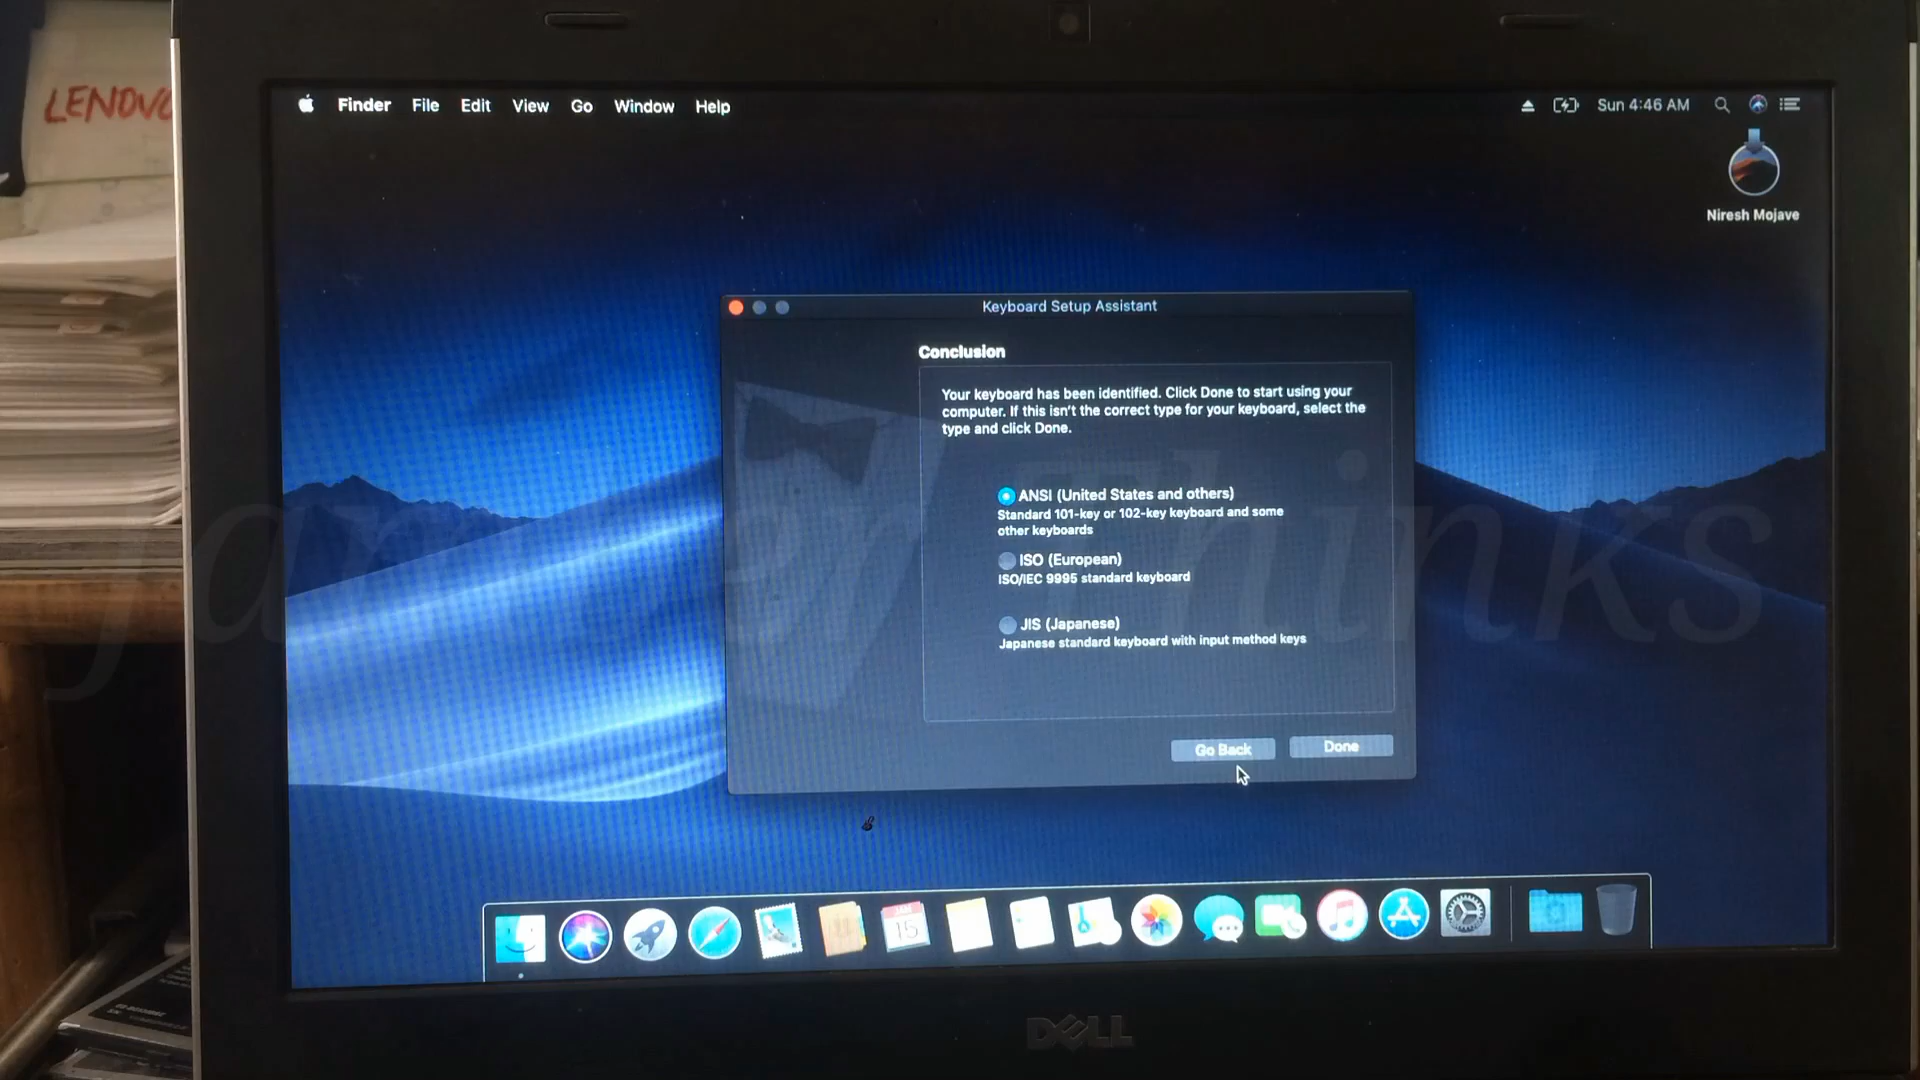 LENOVO
Finder File Edit View Go Window Help
Sun 4:46 AM
Niresh Mojave
Keyboard Setup Assistant
Conclusion
Your keyboard has been identified. Click Done to start using your
computer. If this isn't the correct type for your keyboard, select the
type and click Done.
ANSI (United States and others)
Standard 101-key or 102-key keyboard and some
other keyboards
ISO (European)
ISO/IEC 9995 standard keyboard
JIS (Japanese)
Japanese standard keyboard with input method keys
Go Back Done
Thinks
15
DELL